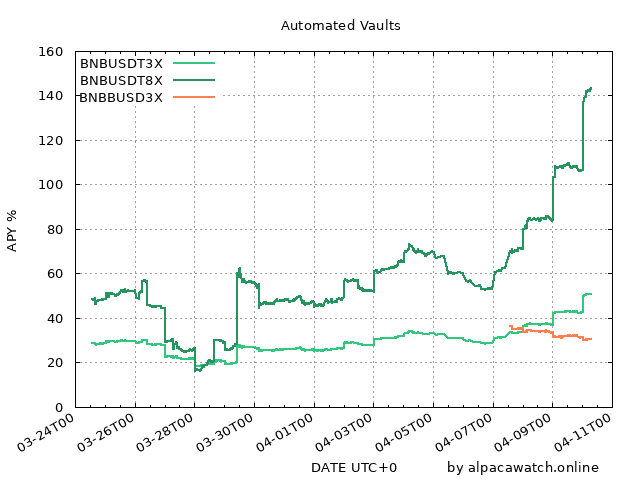 Automated Vaults
BNBUSDT3X
BNBUSDT8X
BNBBUSD3X
APY %
160
140
120
100
80
60
40
20
0
03-24T00
03-26T00
03-28T00
03-30T00
04-01T00
04-03T00
04-05T00
04-07T00
04-09T00
04-11T00
DATE UTC+0
by alpacawatch.online